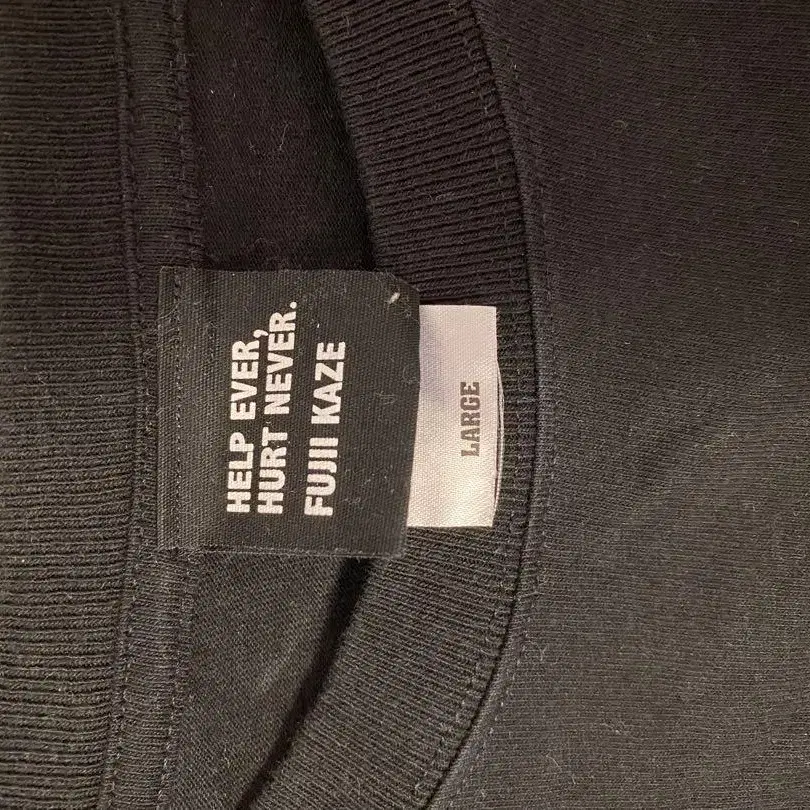 HELP EVER,
HURT NEVER.
FUJII KAZE
LARGE